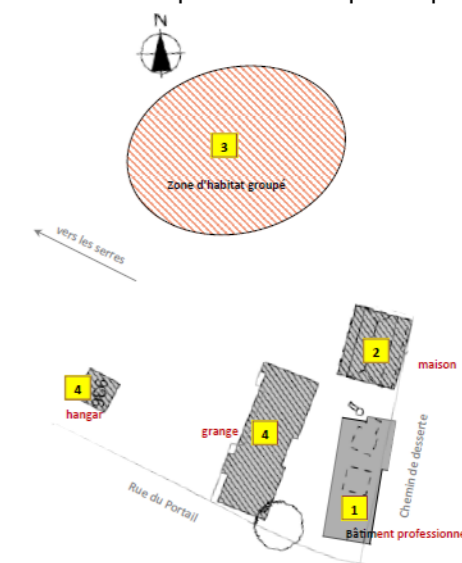 N
3
Zone d'habitat groupé
vers les serres
2
maison
4
996
hangar
grange
4
Chemin de desserte
Rue du Portail
1
Bâtiment professionne